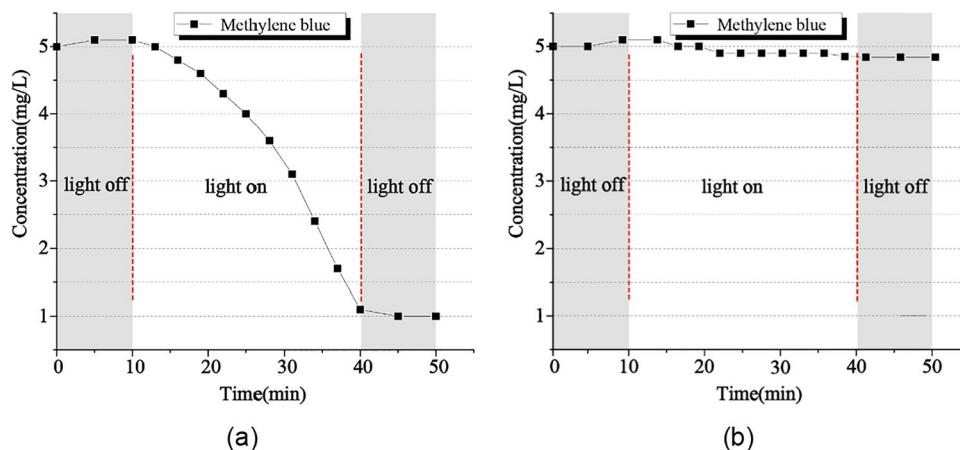 Methylene blue
Concentration(mg/L)
5
4
3
2
1
light off
light on
light off
0
10
20
30
40
50
Time(min)
(a)
Methylene blue
Concentration(mg/L)
5
4
3
2
1
light off
light on
light off
0
10
20
30
40
50
Time(min)
(b)